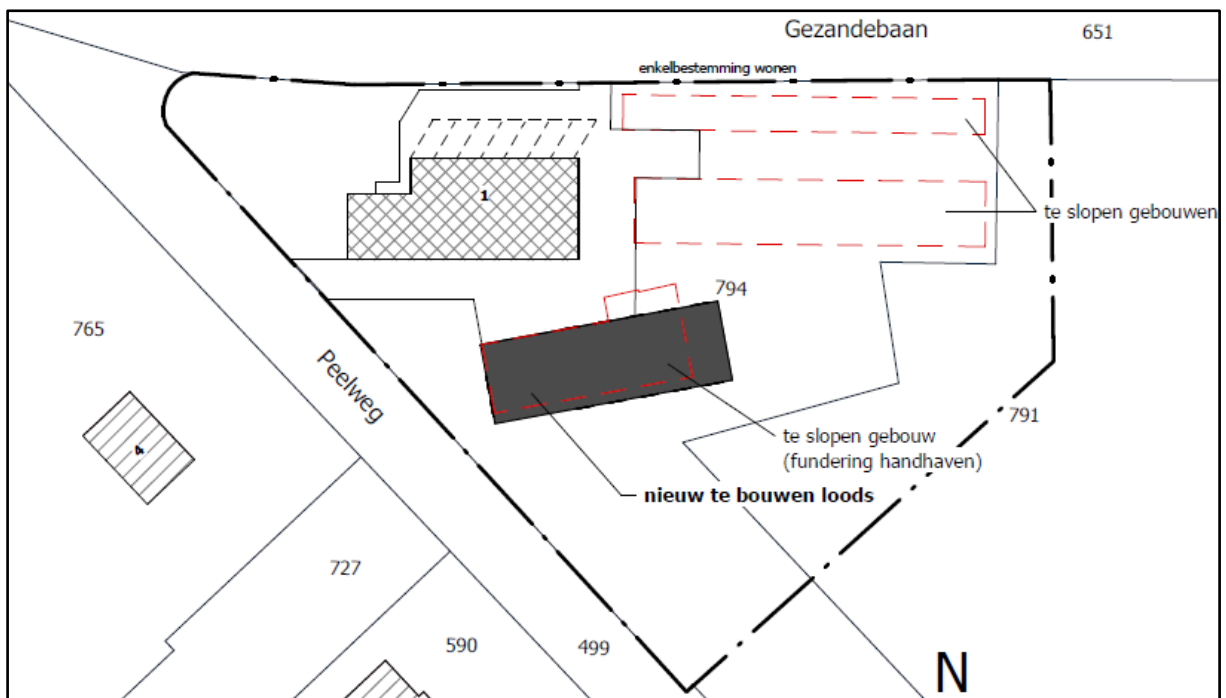 Gezandebaan
651
enkelbestemming wonen
1
te slopen gebouwen
794
765
Peelweg
791
4
te slopen gebouw
(fundering handhaven)
nieuw te bouwen loods
727
590
499
N